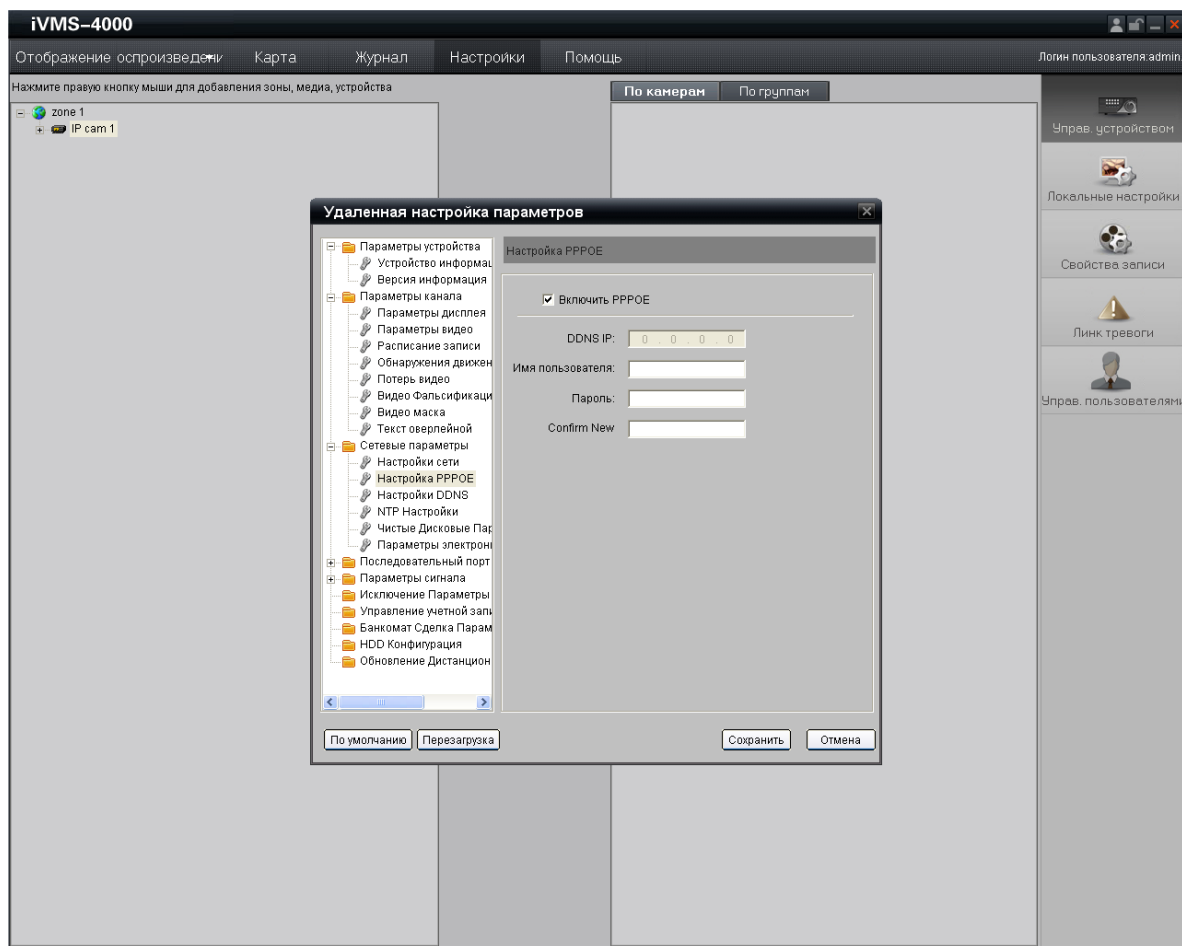 iVMS-4000
Отображение оспроизведени Карта Журнал Настройки Помощь
Логин пользователя:admin
Нажмите правую кнопку мыши для добавления зоны, медиа, устройства
По камерам По группам
zone 1
IP cam 1
Управ. устройством
Локальные настройки
Свойства записи
Линк тревоги
Управ. пользователями
Удаленная настройка параметров
Параметры устройства
Устройство информац
Версия информация
Параметры канала
Параметры дисплея
Параметры видео
Расписание записи
Обнаружения движен
Потерь видео
Видео Фальсификаци
Видео маска
Текст оверлейной
Сетевые параметры
Настройки сети
Настройка PPPOE
Настройки DDNS
NTP Настройки
Чистые Дисковые Пар
Параметры электронн
Последовательный порт
Параметры сигнала
Исключение Параметры
Управление учетной запи
Банкомат Сделка Парам
HDD Конфигурация
Обновление Дистанцион
Настройка PPPOE
Включить PPPOE
DDNS IP: 0 . 0 . 0 . 0
Имя пользователя:
Пароль:
Confirm New
По умолчанию Перезагрузка Сохранить Отмена